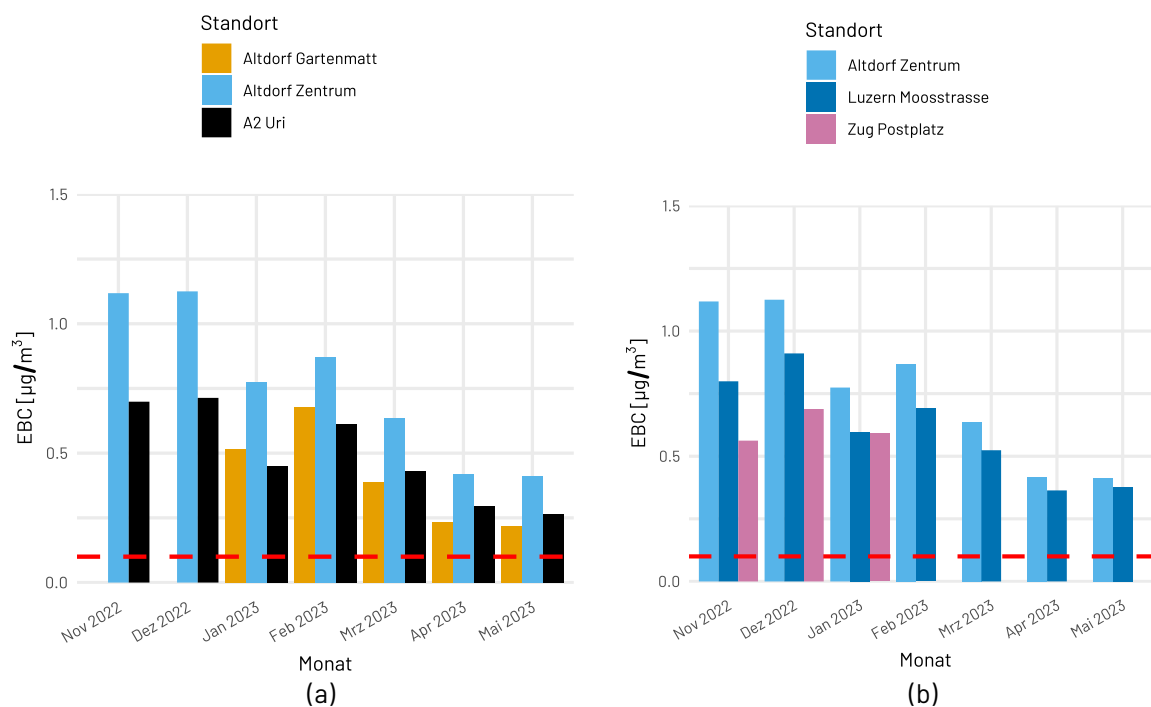 Standort
Altdorf Gartenmatt
Altdorf Zentrum
A2 Uri
1.5
1.0
0.5
0.0
EBC [µg/m³]
Nov 2022
Dez 2022
Jan 2023
Feb 2023
Mrz 2023
Apr 2023
Mai 2023
Monat
(a)
Standort
Altdorf Zentrum
Luzern Moosstrasse
Zug Postplatz
1.5
1.0
0.5
0.0
EBC [µg/m³]
Nov 2022
Dez 2022
Jan 2023
Feb 2023
Mrz 2023
Apr 2023
Mai 2023
Monat
(b)